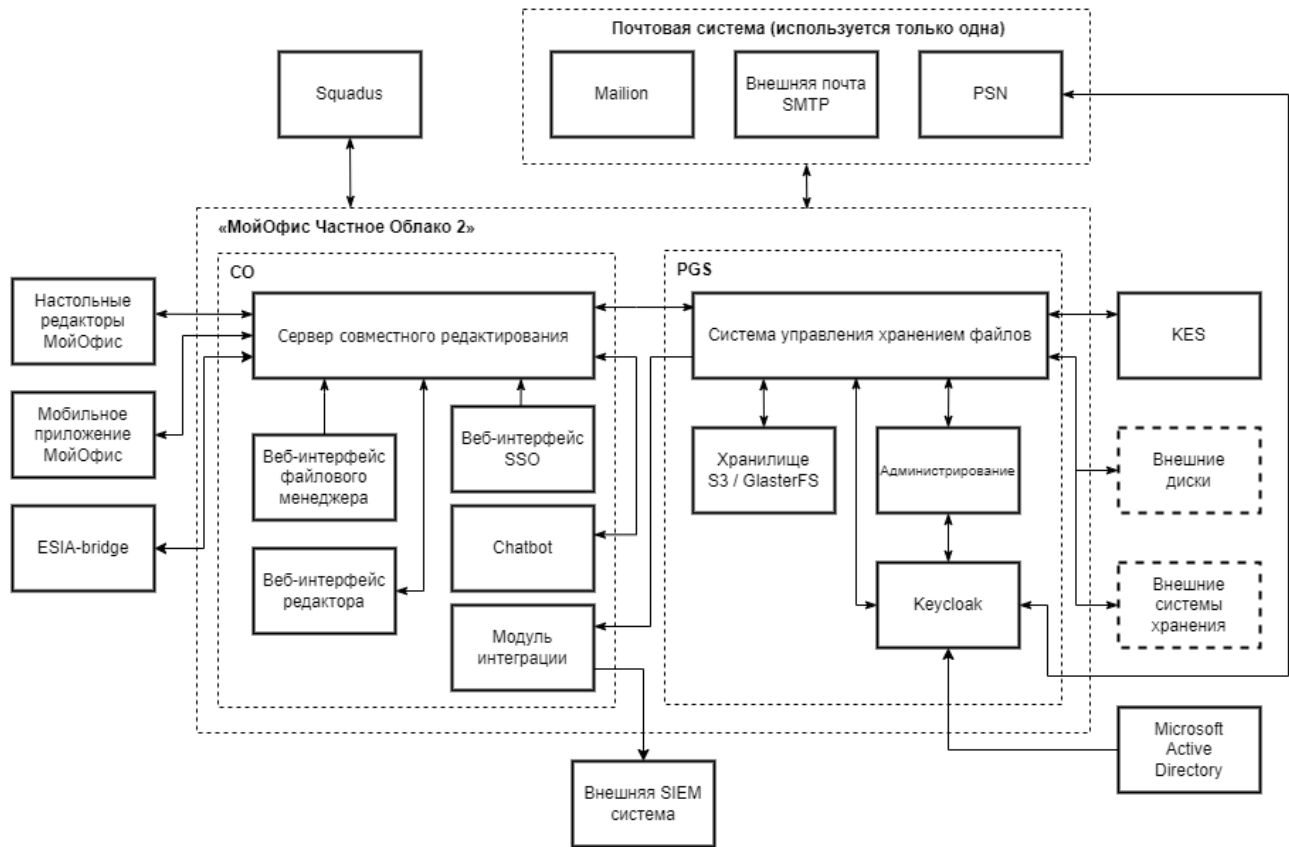 Почтовая система (используется только одна)
Squadus
Mailion
Внешняя почта
SMTP
PSN
«МойОфис Частное Облако 2»
CO
PGS
Настольные
редакторы
МойОфис
Сервер совместного редактирования
Система управления хранением файлов
KES
Мобильное
приложение
МойОфис
Веб-интерфейс
файлового
менеджера
Веб-интерфейс
SSO
Хранилище
S3 / GlasterFS
Администрирование
Внешние
диски
ESIA-bridge
Веб-интерфейс
редактора
Chatbot
Keycloak
Внешние
системы
хранения
Модуль
интеграции
Microsoft
Active
Directory
Внешняя SIEM
система